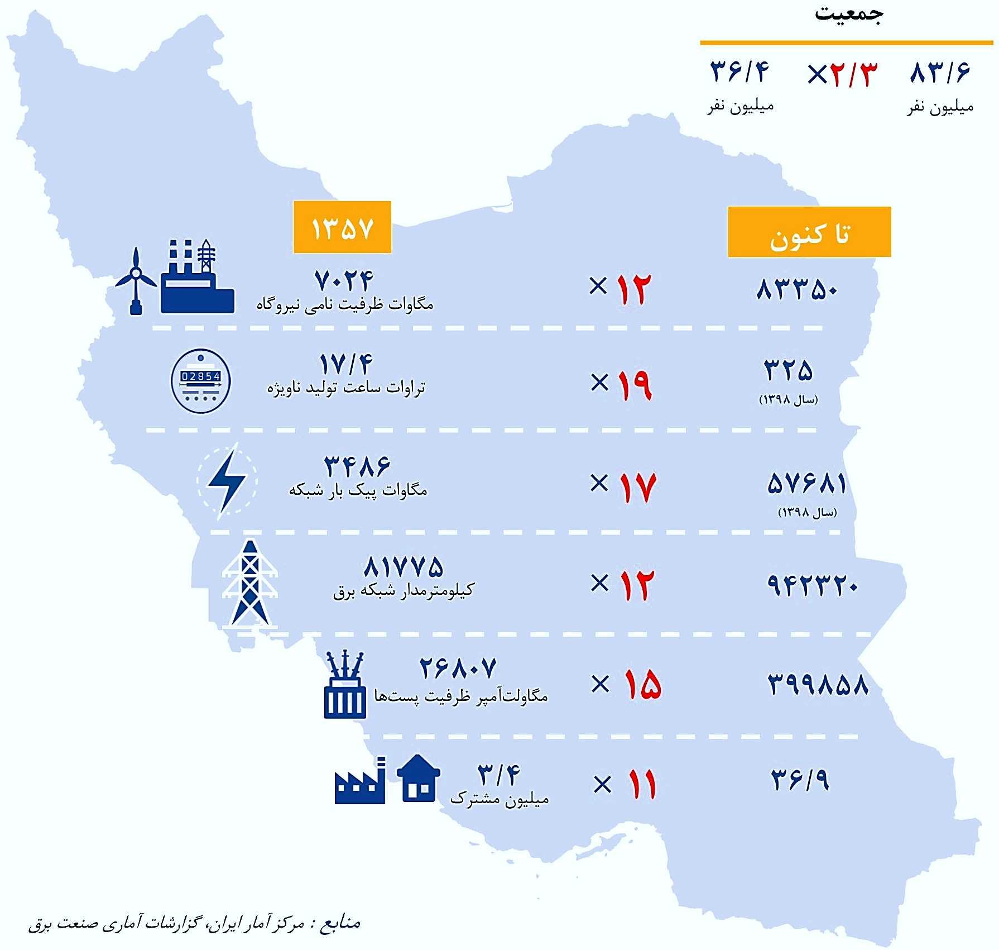 جمعیت
۸۳/۶ ×۲/۳ ۳۶/۴
میلیون نفر میلیون نفر
تا کنون ۱۳۵۷
۸۳۳۵۰ × ۱۲ ۷۰۲۴
مگاوات ظرفیت نامی نیروگاه
۳۲۵ × ۱۹ ۱۷/۴
(سال ۱۳۹۸) تراوات ساعت تولید ناویژه
02854
۵۷۶۸۱ × ۱۷ ۳۴۸۶
(سال ۱۳۹۸) مگاوات پیک بار شبکه
۹۴۲۳۲۰ × ۱۲ ۸۱۷۷۵
کیلومترمدار شبکه برق
۳۹۹۸۵۸ × ۱۵ ۲۶۸۰۷
مگاولت‌آمپر ظرفیت پست‌ها
۳۶/۹ × ۱۱ ۳/۴
میلیون مشترک
منابع : مرکز آمار ایران، گزارشات آماری صنعت برق